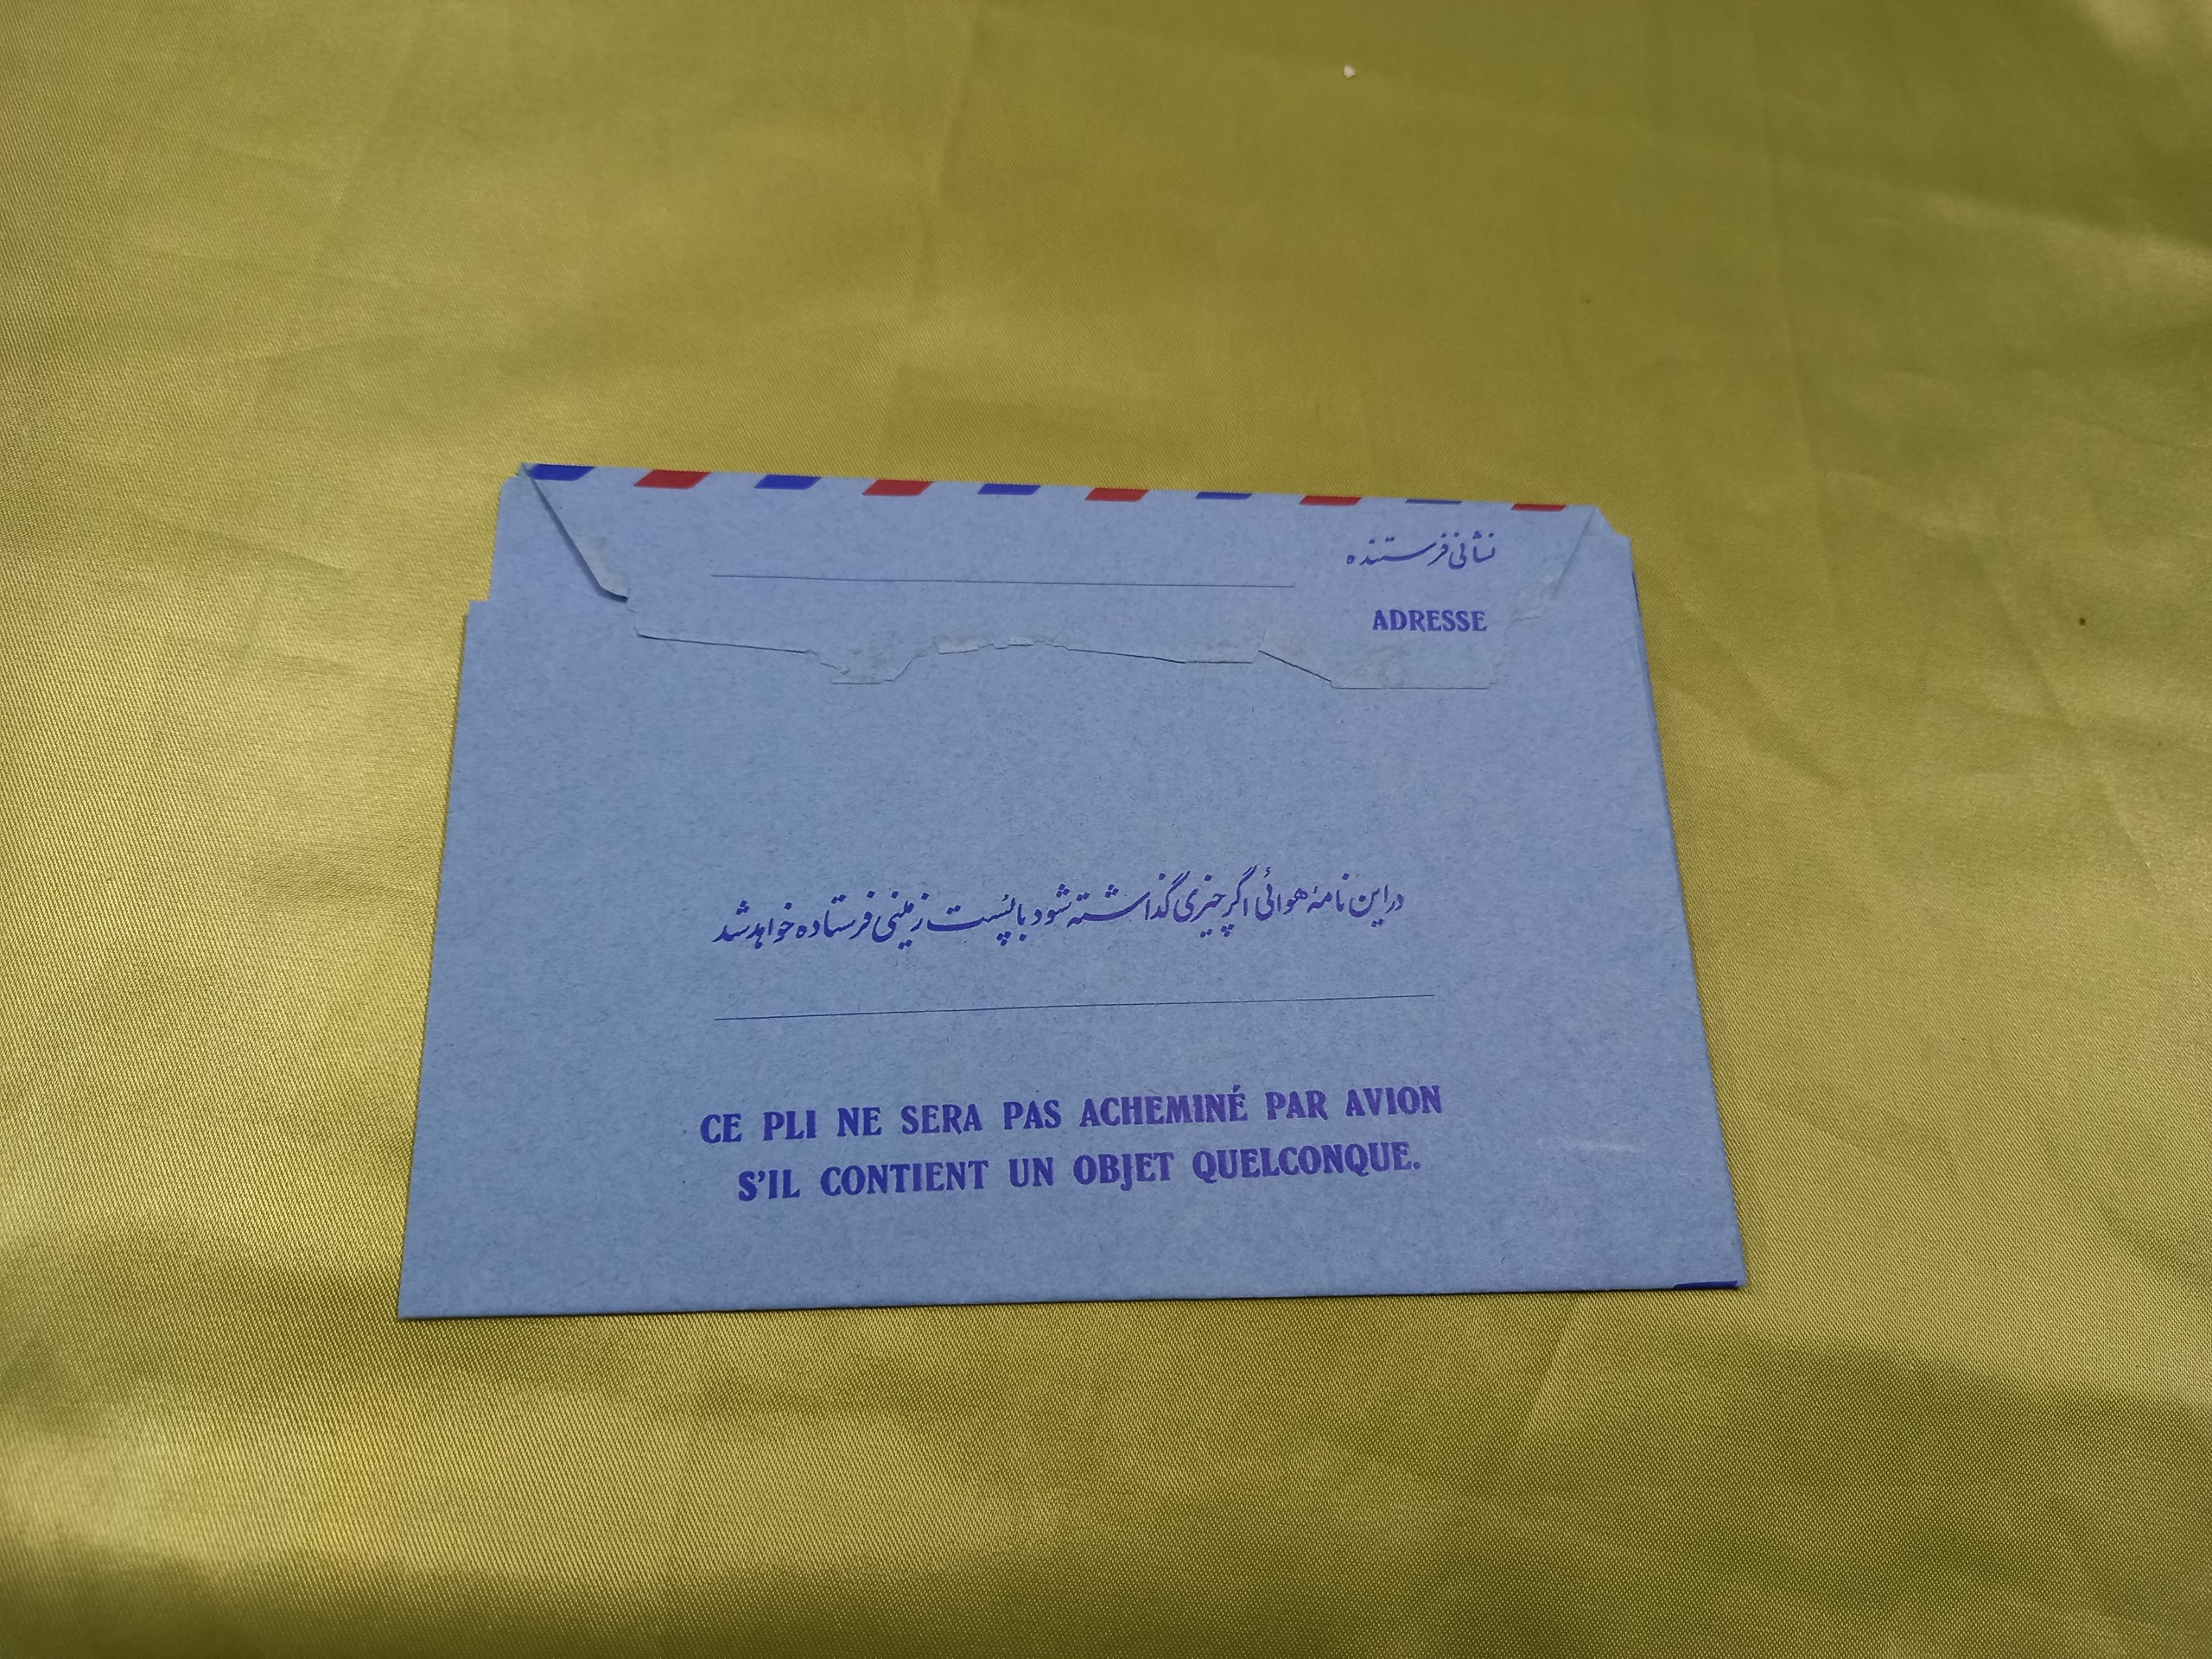 نشانی فرستنده
ADRESSE
در این نامهٔ هوائی اگر چیزی گذاشته شود با پست زمینی فرستاده خواهد شد
CE PLI NE SERA PAS ACHEMINÉ PAR AVION
S'IL CONTIENT UN OBJET QUELCONQUE.